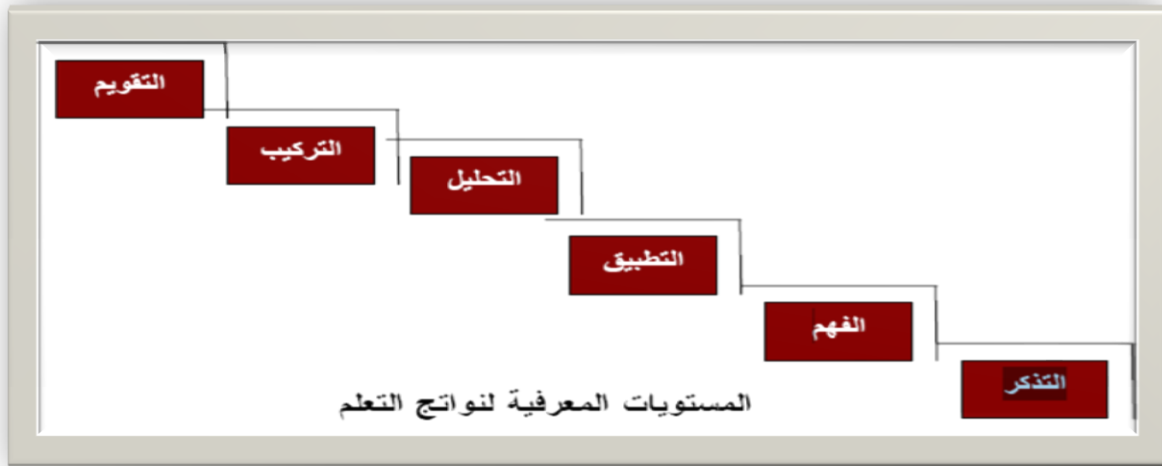 التقويم
التركيب
التحليل
التطبيق
الفهم
التذكر
المستويات المعرفية لنواتج التعلم